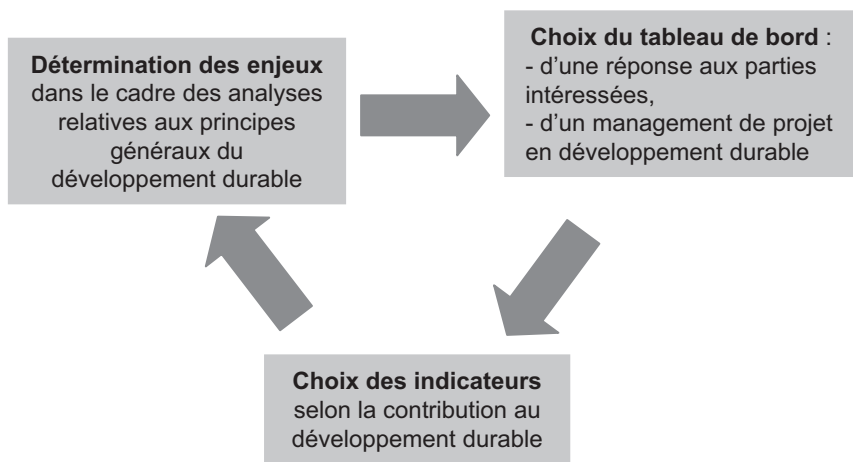 Détermination des enjeux
dans le cadre des analyses
relatives aux principes
généraux du
développement durable
Choix du tableau de bord :
- d’une réponse aux parties
intéressées,
- d’un management de projet
en développement durable
Choix des indicateurs
selon la contribution au
développement durable